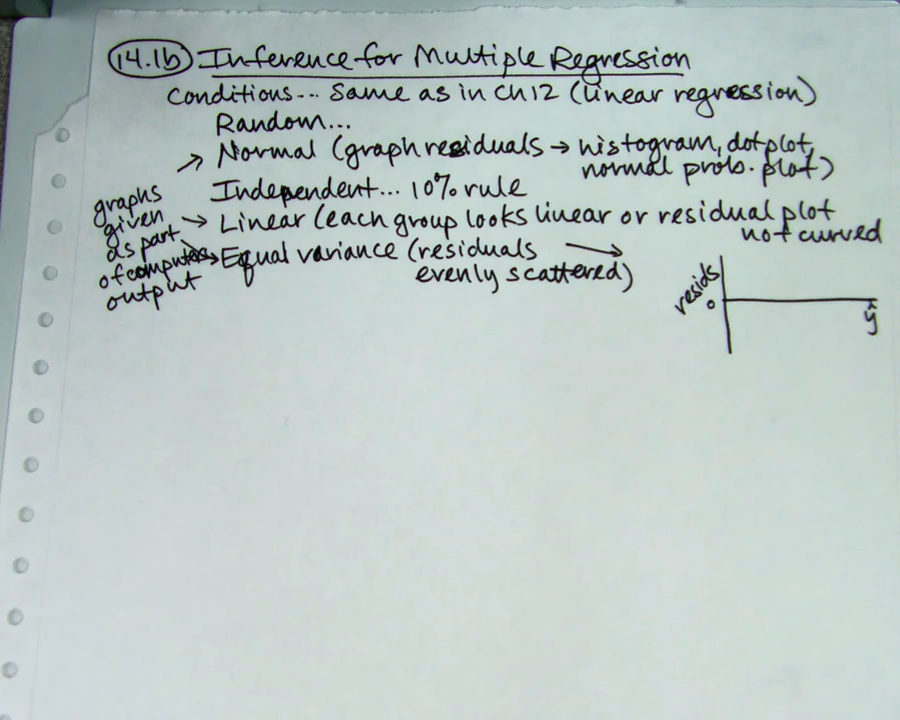 14.1b Inference for Multiple Regression
Conditions... Same as in Ch12 (linear regression)
Random...
→ Normal (graph residuals → histogram, dotplot,
normal prob. plot)
Independent... 10% rule
graphs
given
as part
of computer
output
→ Linear (each group looks linear or residual plot
not curved
→ Equal variance (residuals →
evenly scattered)
resids
0
ŷ